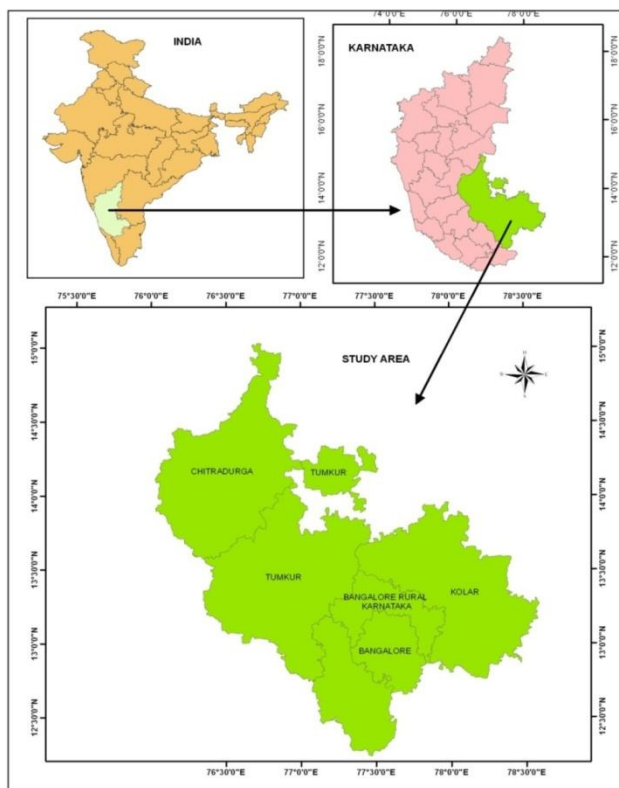 74°0'0"E 76°0'0"E 78°0'0"E
INDIA
KARNATAKA
18°0'0"N 18°0'0"N
16°0'0"N 16°0'0"N
14°0'0"N 14°0'0"N
12°0'0"N 12°0'0"N
75°30'0"E 76°0'0"E 76°30'0"E 77°0'0"E 77°30'0"E 78°0'0"E 78°30'0"E
15°0'0"N 15°0'0"N
STUDY AREA
N
14°30'0"N 14°30'0"N
CHITRADURGA
TUMKUR
14°0'0"N 14°0'0"N
13°30'0"N 13°30'0"N
TUMKUR
KOLAR
BANGALORE RURAL
KARNATAKA
BANGALORE
13°0'0"N 13°0'0"N
12°30'0"N 12°30'0"N
76°30'0"E 77°0'0"E 77°30'0"E 78°0'0"E 78°30'0"E